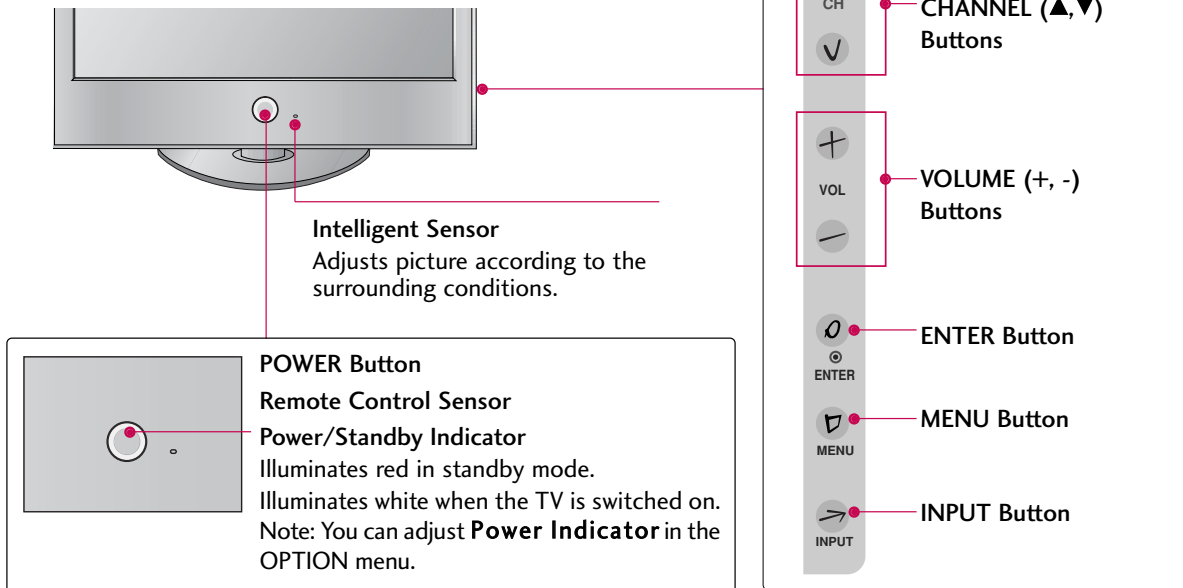 Intelligent Sensor
Adjusts picture according to the
surrounding conditions.
POWER Button
Remote Control Sensor
Power/Standby Indicator
Illuminates red in standby mode.
Illuminates white when the TV is switched on.
Note: You can adjust Power Indicator in the
OPTION menu.
CH
CHANNEL (▲,▼)
Buttons
VOL
VOLUME (+, -)
Buttons
ENTER
ENTER Button
MENU
MENU Button
INPUT
INPUT Button